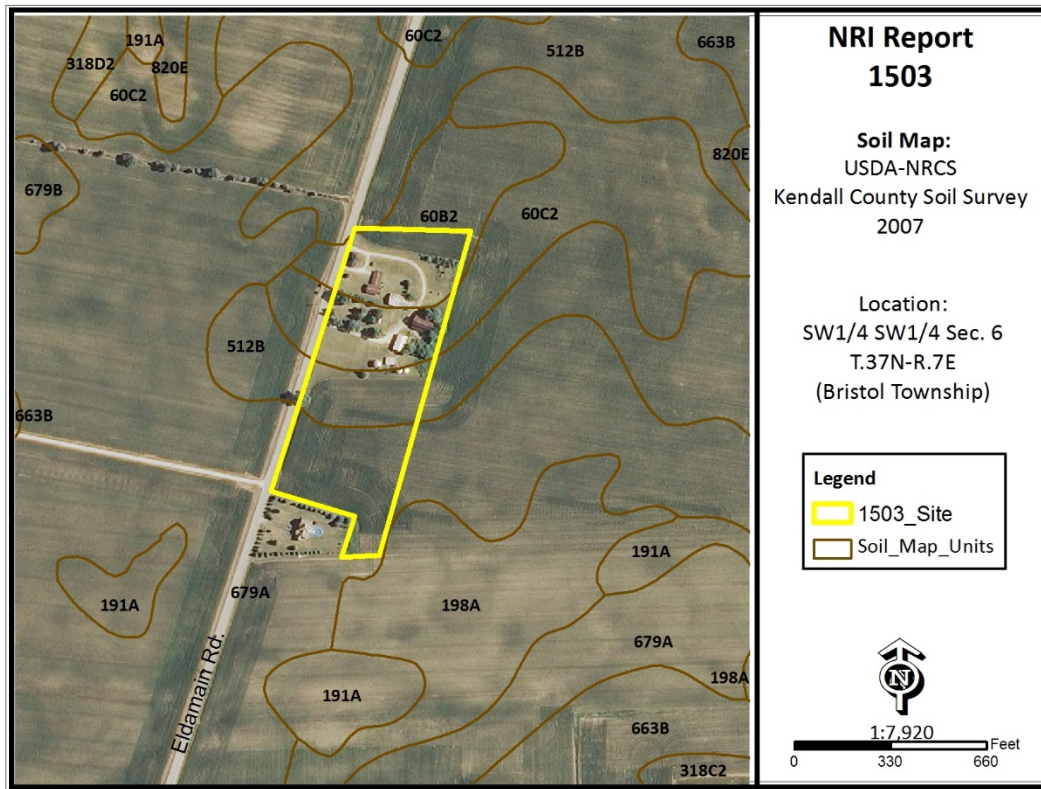 60C2
512B
663B
191A
318D2
820E
60C2
820E
679B
60B2
60C2
512B
663B
191A
679A
198A
191A
679A
198A
191A
663B
318C2
Eldamain Rd.
NRI Report
1503
Soil Map:
USDA-NRCS
Kendall County Soil Survey
2007
Location:
SW1/4 SW1/4 Sec. 6
T.37N-R.7E
(Bristol Township)
Legend
1503_Site
Soil_Map_Units
N
1:7,920
Feet
0 330 660